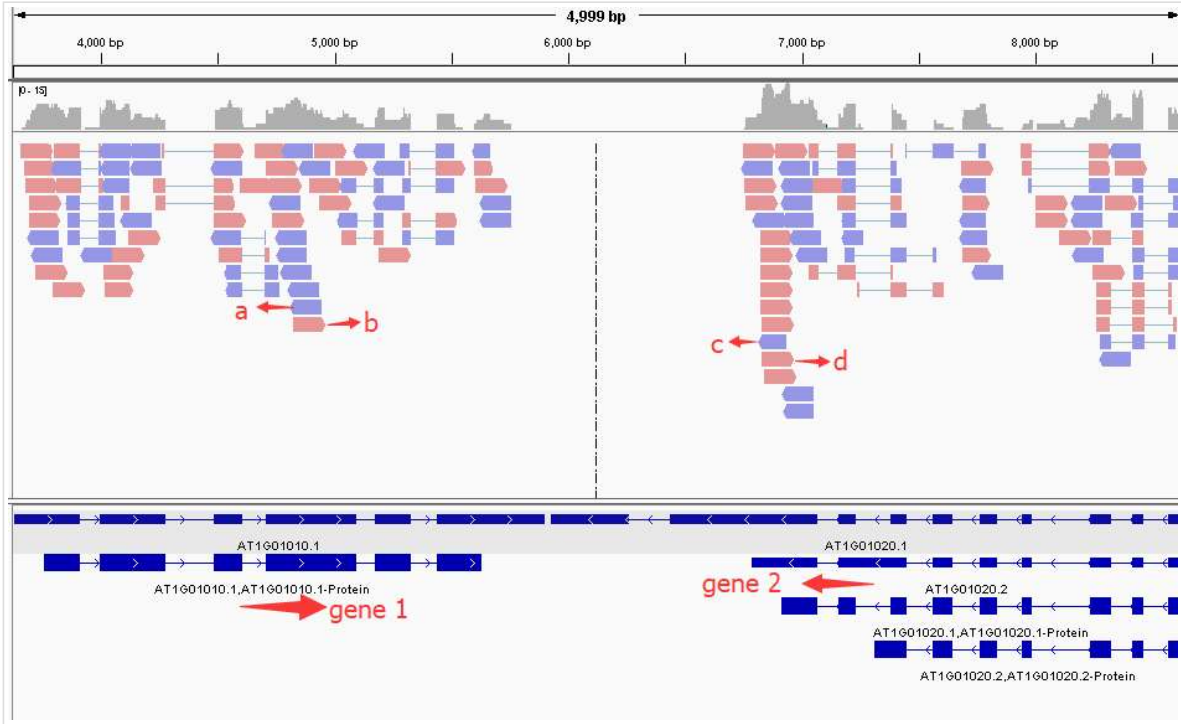 4,999 bp
4,000 bp 5,000 bp 6,000 bp 7,000 bp 8,000 bp
[0 - 15]
a
b
c
d
AT1G01010.1 AT1G01020.1
AT1G01010.1,AT1G01010.1-Protein AT1G01020.2
gene 1
gene 2
AT1G01020.1,AT1G01020.1-Protein
AT1G01020.2,AT1G01020.2-Protein